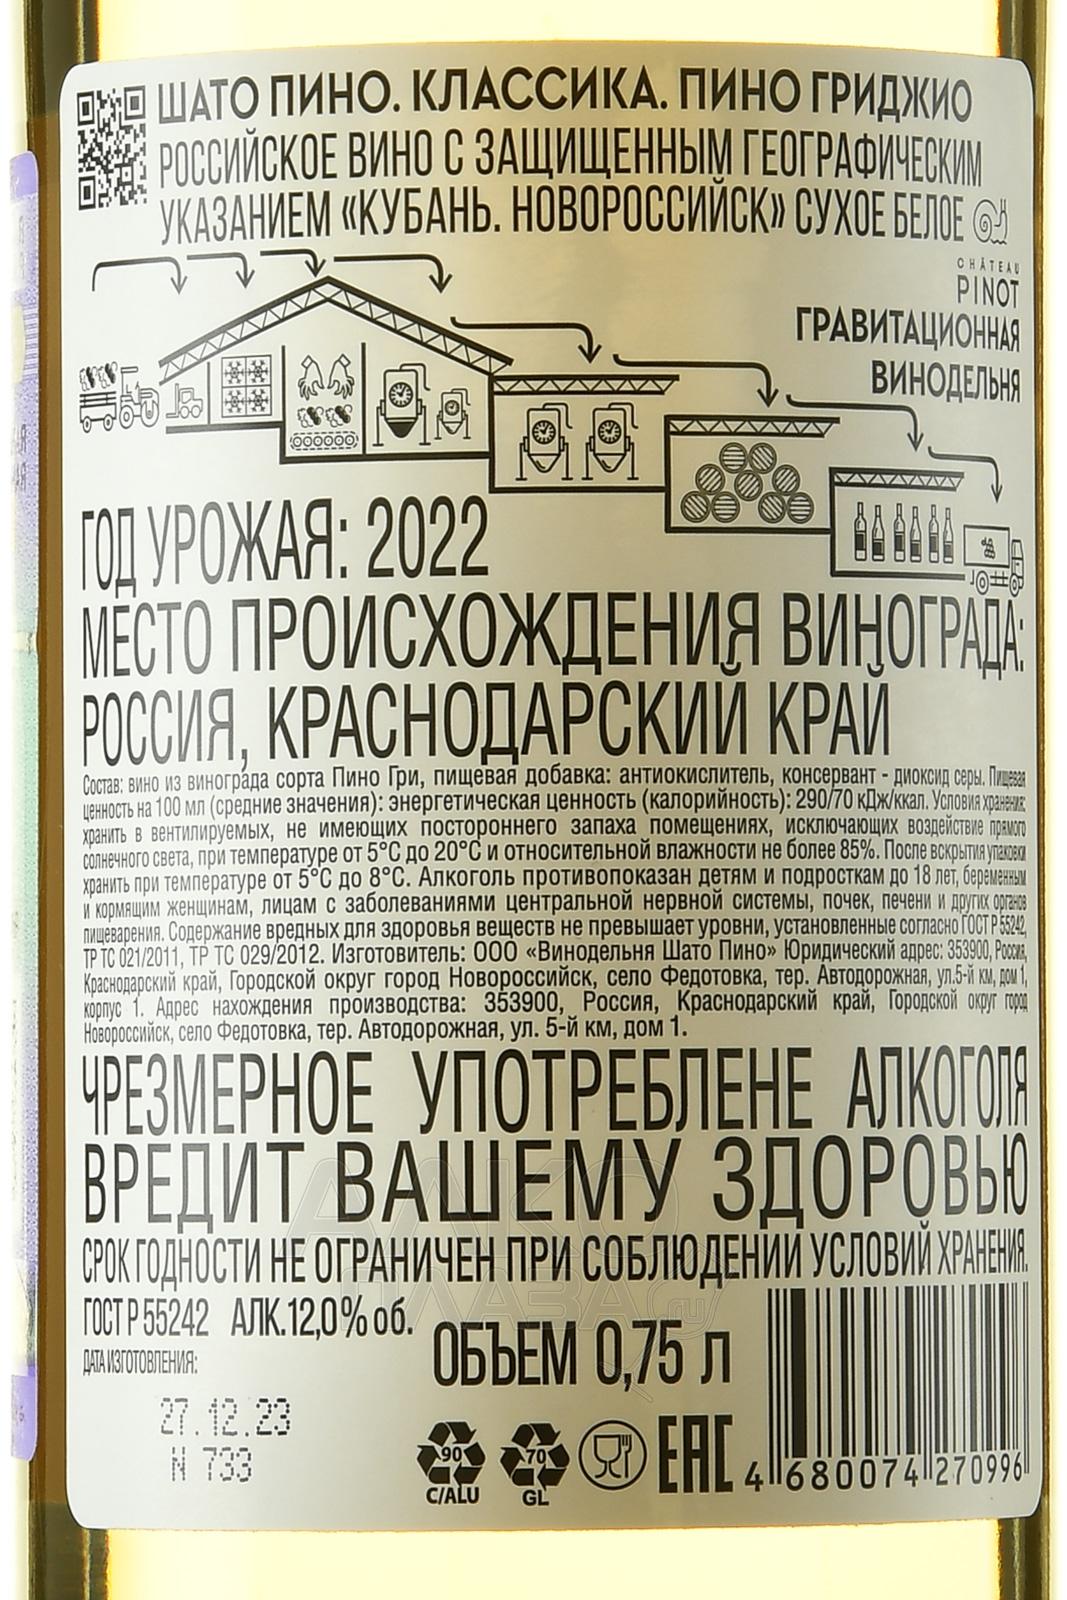 ШАТО ПИНО. КЛАССИКА. ПИНО ГРИДЖИО
РОССИЙСКОЕ ВИНО С ЗАЩИЩЕННЫМ ГЕОГРАФИЧЕСКИМ
УКАЗАНИЕМ «КУБАНЬ. НОВОРОССИЙСК» СУХОЕ БЕЛОЕ
CHÂTEAU
PINOT
ГРАВИТАЦИОННАЯ
ВИНОДЕЛЬНЯ
ГОД УРОЖАЯ: 2022
МЕСТО ПРОИСХОЖДЕНИЯ ВИНОГРАДА:
РОССИЯ, КРАСНОДАРСКИЙ КРАЙ
Состав: вино из винограда сорта Пино Гри, пищевая добавка: антиокислитель, консервант - диоксид серы. Пищевая
ценность на 100 мл (средние значения): энергетическая ценность (калорийность): 290/70 кДж/ккал. Условия хранения:
хранить в вентилируемых, не имеющих постороннего запаха помещениях, исключающих воздействие прямого
солнечного света, при температуре от 5°С до 20°С и относительной влажности не более 85%. После вскрытия упаковки
хранить при температуре от 5°С до 8°С. Алкоголь противопоказан детям и подросткам до 18 лет, беременным
и кормящим женщинам, лицам с заболеваниями центральной нервной системы, почек, печени и других органов
пищеварения. Содержание вредных для здоровья веществ не превышает уровни, установленные согласно ГОСТ Р 55242,
ТР ТС 021/2011, ТР ТС 029/2012. Изготовитель: ООО «Винодельня Шато Пино» Юридический адрес: 353900, Россия,
Краснодарский край, Городской округ город Новороссийск, село Федотовка, тер. Автодорожная, ул.5-й км, дом 1,
корпус 1. Адрес нахождения производства: 353900, Россия, Краснодарский край, Городской округ город
Новороссийск, село Федотовка, тер. Автодорожная, ул. 5-й км, дом 1.
ЧРЕЗМЕРНОЕ УПОТРЕБЛЕНЕ АЛКОГОЛЯ
ВРЕДИТ ВАШЕМУ ЗДОРОВЬЮ
СРОК ГОДНОСТИ НЕ ОГРАНИЧЕН ПРИ СОБЛЮДЕНИИ УСЛОВИЙ ХРАНЕНИЯ.
ГОСТ Р 55242 АЛК.12,0% об.
ОБЪЕМ 0,75 л
ДАТА ИЗГОТОВЛЕНИЯ:
27.12.23
N 733
90
C/ALU
70
GL
ЕАС
4 680074 270996
АЛКО
ПЛАЗА.ru